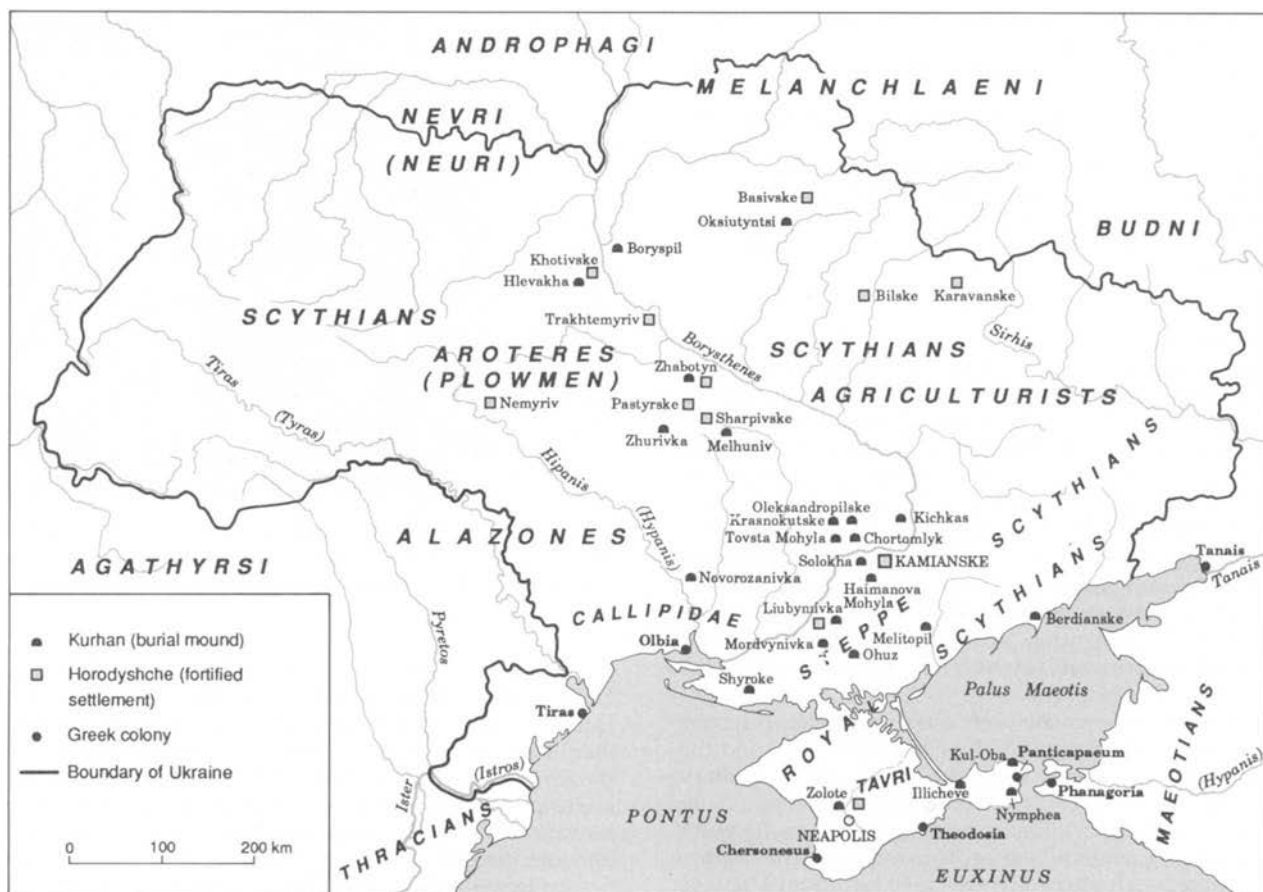 ANDROPHAGI
MELANCHLAENI
NEVRI
(NEURI)
Basivske
Oksiutyntsi
BUDNI
Boryspil
Khotivske
Hlevakha
Bilske
Karavanske
SCYTHIANS
Trakhtemyriv
Sirhis
Borysthenes
SCYTHIANS
AROTERES
(PLOWMEN)
Zhabotyn
Tiras
AGRICULTURISTS
Nemyriv
Pastyrske
Sharpivske
(Tyras)
Zhurivka
Melhuniv
Hipanis
SCYTHIANS
Oleksandropilske
Krasnokutske
Kichkas
(Hypanis)
ALAZONES
Tovsta Mohyla
Chortomlyk
Solokha
KAMIANSKE
Tanais
Tanais
AGATHYRSI
Novorozanivka
Haimanova
Mohyla
SCYTHIANS
Liubymivka
CALLIPIDAE
STEPPE
Berdianske
Melitopil
Pyretos
Kurhan (burial mound)
Olbia
Mordvynivka
Ohuz
Horodyshche (fortified
settlement)
Shyroke
Palus Maeotis
Tiras
ROYAL
Greek colony
MAEOTIANS
Kul-Oba
Panticapaeum
Boundary of Ukraine
(Istros)
TAVRI
(Hypanis)
Ister
Zolote
Illicheve
Phanagoria
PONTUS
Nymphea
THRACIANS
NEAPOLIS
Theodosia
0 100 200 km
Chersonesus
EUXINUS